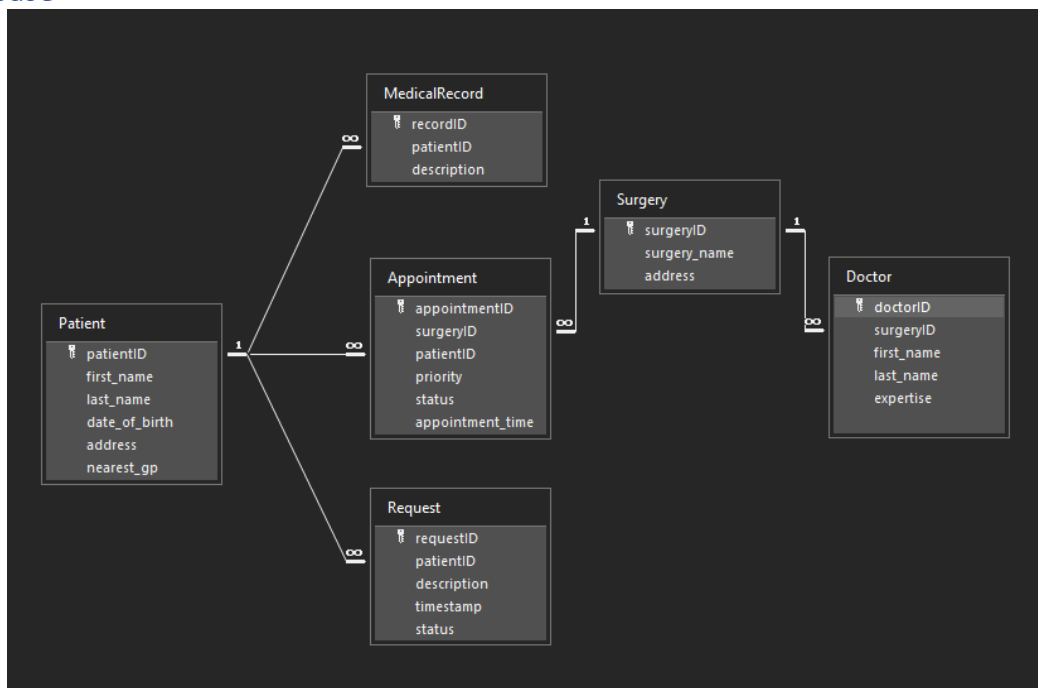 MedicalRecord
recordID
patientID
description
Surgery
surgeryID
surgery_name
address
Appointment
appointmentID
surgeryID
patientID
priority
status
appointment_time
Doctor
doctorID
surgeryID
first_name
last_name
expertise
Patient
patientID
first_name
last_name
date_of_birth
address
nearest_gp
Request
requestID
patientID
description
timestamp
status
1
∞
∞
∞
1
∞
1
∞